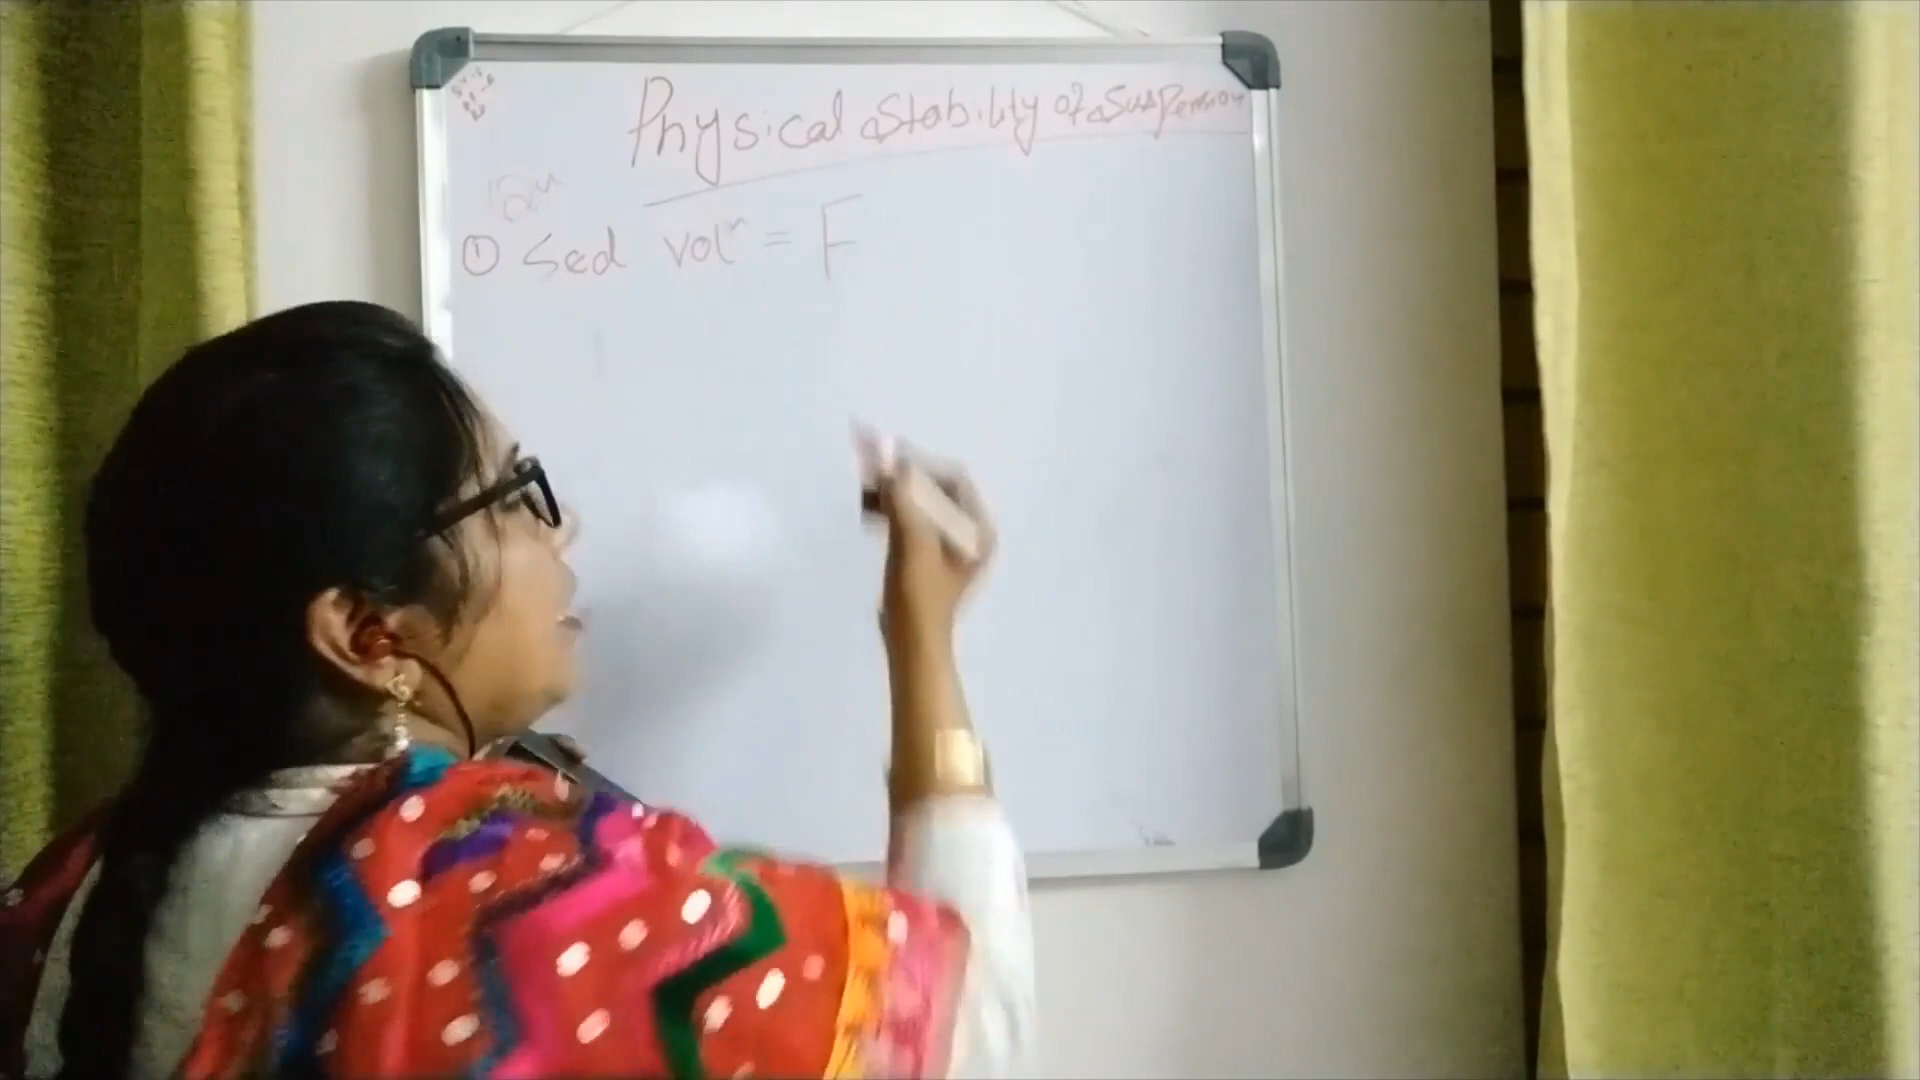 Physical Stability of Suspension
① Sed volⁿ = F